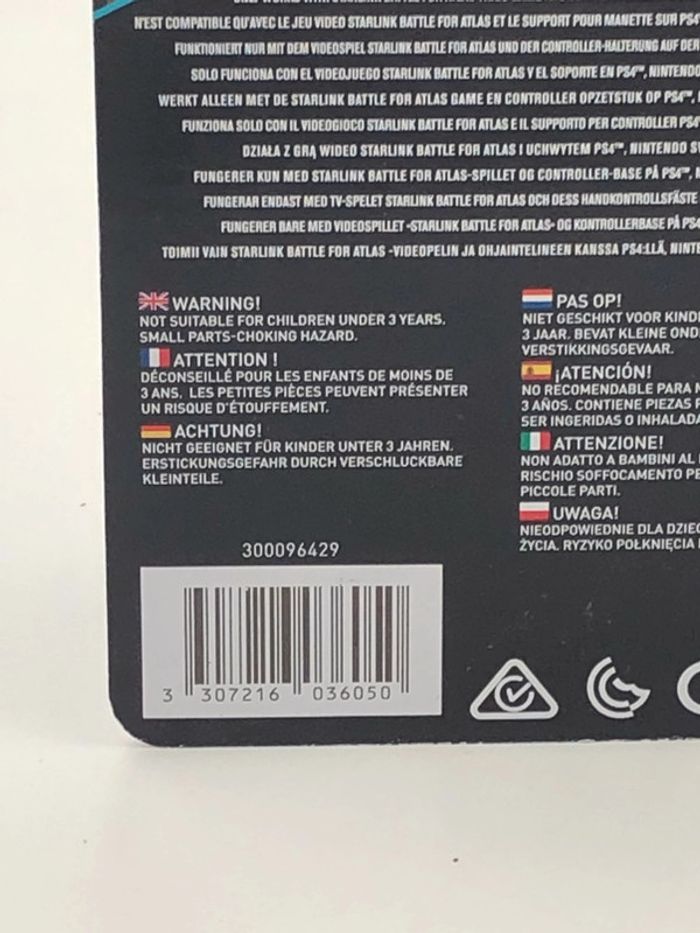 N'EST COMPATIBLE QU'AVEC LE JEU VIDEO STARLINK BATTLE FOR ATLAS ET LE SUPPORT POUR MANETTE SUR PS4
FUNKTIONIERT NUR MIT DEM VIDEOSPIEL STARLINK BATTLE FOR ATLAS UND DER CONTROLLER-HALTERUNG AUF DER
SOLO FUNCIONA CON EL VIDEOJUEGO STARLINK BATTLE FOR ATLAS Y EL SOPORTE EN PS4™, NINTENDO
WERKT ALLEEN MET DE STARLINK BATTLE FOR ATLAS GAME EN CONTROLLER OPZETSTUK OP PS4™,
FUNZIONA SOLO CON IL VIDEOGIOCO STARLINK BATTLE FOR ATLAS E IL SUPPORTO PER CONTROLLER PS4™
DZIAŁA Z GRĄ WIDEO STARLINK BATTLE FOR ATLAS I UCHWYTEM PS4™, NINTENDO SW
FUNGERER KUN MED STARLINK BATTLE FOR ATLAS-SPILLET OG CONTROLLER-BASE PÅ PS4™,
FUNGERAR ENDAST MED TV-SPELET STARLINK BATTLE FOR ATLAS OCH DESS HANDKONTROLLSFÄSTE
FUNGERER BARE MED VIDEOSPILLET -STARLINK BATTLE FOR ATLAS- OG KONTROLLERBASE PÅ PS4
TOIMII VAIN STARLINK BATTLE FOR ATLAS -VIDEOPELIN JA OHJAINTELINEEN KANSSA PS4:LLÄ, NINTE
WARNING!
NOT SUITABLE FOR CHILDREN UNDER 3 YEARS.
SMALL PARTS-CHOKING HAZARD.
ATTENTION !
DÉCONSEILLÉ POUR LES ENFANTS DE MOINS DE
3 ANS. LES PETITES PIÈCES PEUVENT PRÉSENTER
UN RISQUE D'ÉTOUFFEMENT.
ACHTUNG!
NICHT GEEIGNET FÜR KINDER UNTER 3 JAHREN.
ERSTICKUNGSGEFAHR DURCH VERSCHLUCKBARE
KLEINTEILE.
PAS OP!
NIET GESCHIKT VOOR KIND
3 JAAR. BEVAT KLEINE OND
VERSTIKKINGSGEVAAR.
¡ATENCIÓN!
NO RECOMENDABLE PARA
3 AÑOS. CONTIENE PIEZAS
SER INGERIDAS O INHALADA
ATTENZIONE!
NON ADATTO A BAMBINI AL
RISCHIO SOFFOCAMENTO PE
PICCOLE PARTI.
UWAGA!
NIEODPOWIEDNIE DLA DZIEC
ŻYCIA. RYZYKO POŁKNIĘCIA
300096429
3 307216 036050